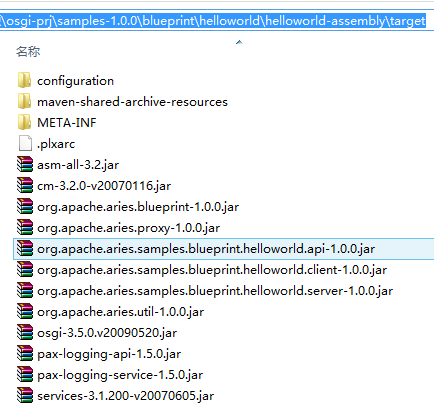 \osgi-prj\samples-1.0.0\blueprint\helloworld-assembly\target
名称
configuration
maven-shared-archive-resources
META-INF
.plxarc
asm-all-3.2.jar
cm-3.2.0-v20070116.jar
org.apache.aries.blueprint-1.0.0.jar
org.apache.aries.proxy-1.0.0.jar
org.apache.aries.samples.blueprint.helloworld.api-1.0.0.jar
org.apache.aries.samples.blueprint.helloworld.client-1.0.0.jar
org.apache.aries.samples.blueprint.helloworld.server-1.0.0.jar
org.apache.aries.util-1.0.0.jar
osgi-3.5.0.v20090520.jar
pax-logging-api-1.5.0.jar
pax-logging-service-1.5.0.jar
services-3.1.200-v20070605.jar